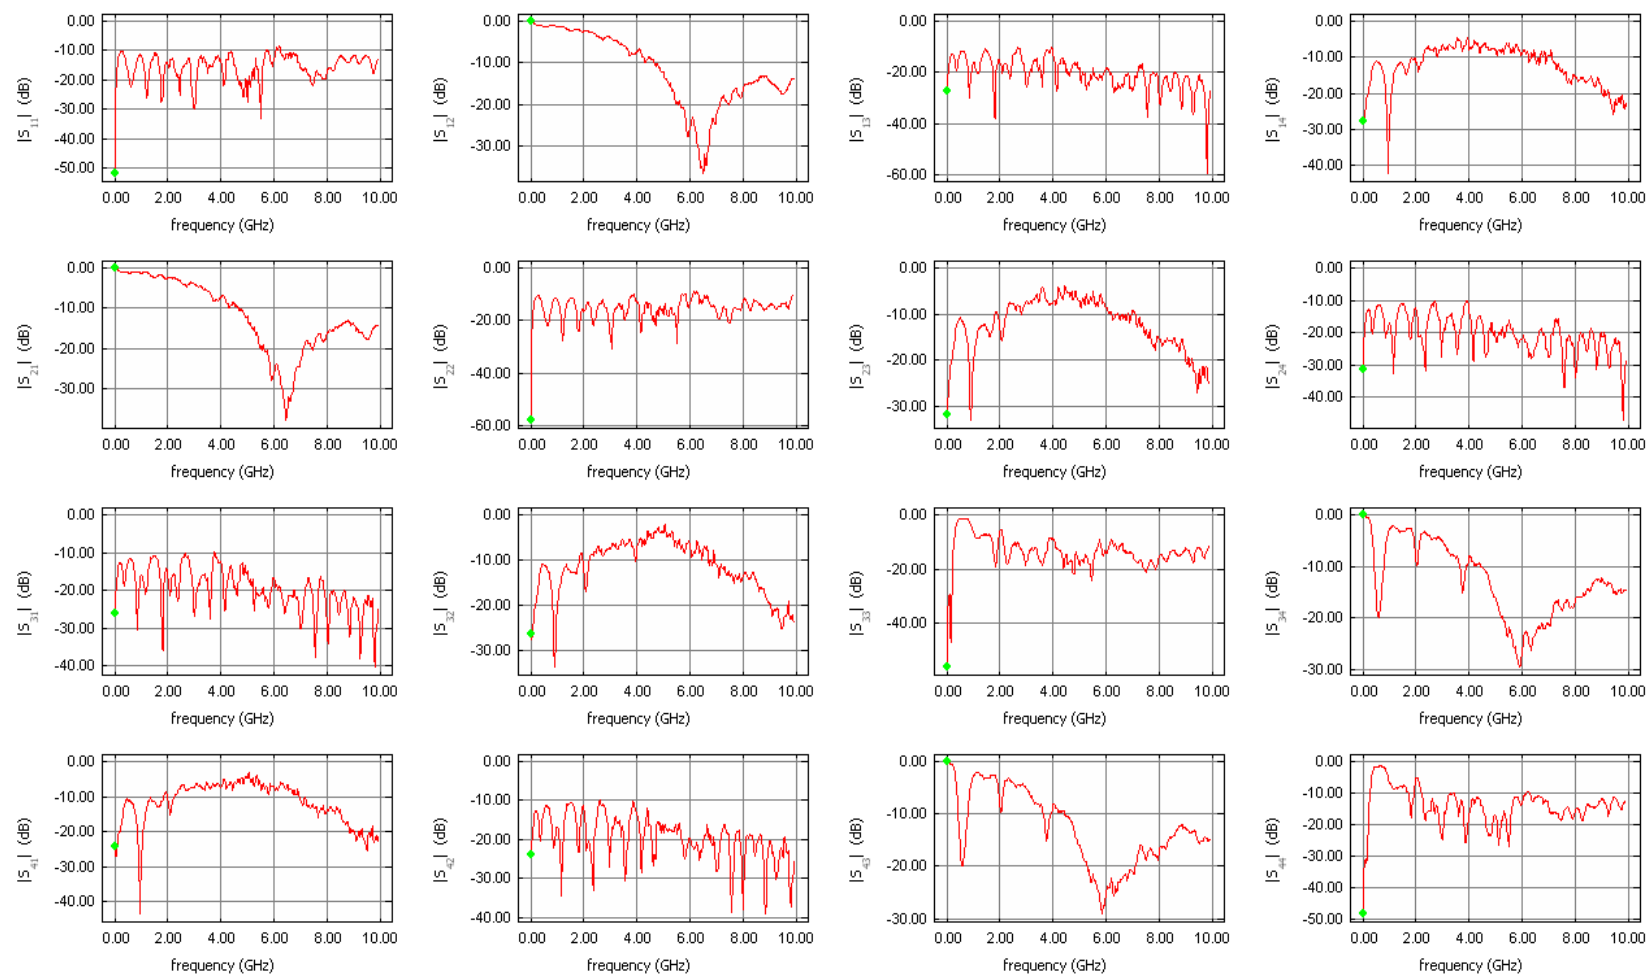 0.00 0.00 0.00 0.00
-10.00 -10.00 -20.00 -10.00
-20.00 -20.00 -40.00 -20.00
-30.00 -30.00 -60.00 -30.00
-40.00 -40.00
-50.00
|S11| (dB) |S12| (dB) |S13| (dB) |S14| (dB)
0.00 2.00 4.00 6.00 8.00 10.00 0.00 2.00 4.00 6.00 8.00 10.00 0.00 2.00 4.00 6.00 8.00 10.00 0.00 2.00 4.00 6.00 8.00 10.00
frequency (GHz) frequency (GHz) frequency (GHz) frequency (GHz)
0.00 0.00 0.00 0.00
-10.00 -20.00 -10.00 -10.00
-20.00 -40.00 -20.00 -20.00
-30.00 -60.00 -30.00 -30.00
-40.00
|S21| (dB) |S22| (dB) |S23| (dB) |S24| (dB)
0.00 2.00 4.00 6.00 8.00 10.00 0.00 2.00 4.00 6.00 8.00 10.00 0.00 2.00 4.00 6.00 8.00 10.00 0.00 2.00 4.00 6.00 8.00 10.00
frequency (GHz) frequency (GHz) frequency (GHz) frequency (GHz)
0.00 0.00 0.00 0.00
-10.00 -10.00 -20.00 -10.00
-20.00 -20.00 -40.00 -20.00
-30.00 -30.00 -30.00
-40.00
|S31| (dB) |S32| (dB) |S33| (dB) |S34| (dB)
0.00 2.00 4.00 6.00 8.00 10.00 0.00 2.00 4.00 6.00 8.00 10.00 0.00 2.00 4.00 6.00 8.00 10.00 0.00 2.00 4.00 6.00 8.00 10.00
frequency (GHz) frequency (GHz) frequency (GHz) frequency (GHz)
0.00 0.00 0.00 0.00
-10.00 -10.00 -10.00 -10.00
-20.00 -20.00 -20.00 -20.00
-30.00 -30.00 -30.00 -30.00
-40.00 -40.00 -40.00
-50.00
|S41| (dB) |S42| (dB) |S43| (dB) |S44| (dB)
0.00 2.00 4.00 6.00 8.00 10.00 0.00 2.00 4.00 6.00 8.00 10.00 0.00 2.00 4.00 6.00 8.00 10.00 0.00 2.00 4.00 6.00 8.00 10.00
frequency (GHz) frequency (GHz) frequency (GHz) frequency (GHz)